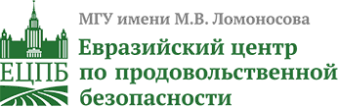 МГУ имени М.В. Ломоносова
Евразийский центр
по продовольственной
безопасности
ЕЦПБ